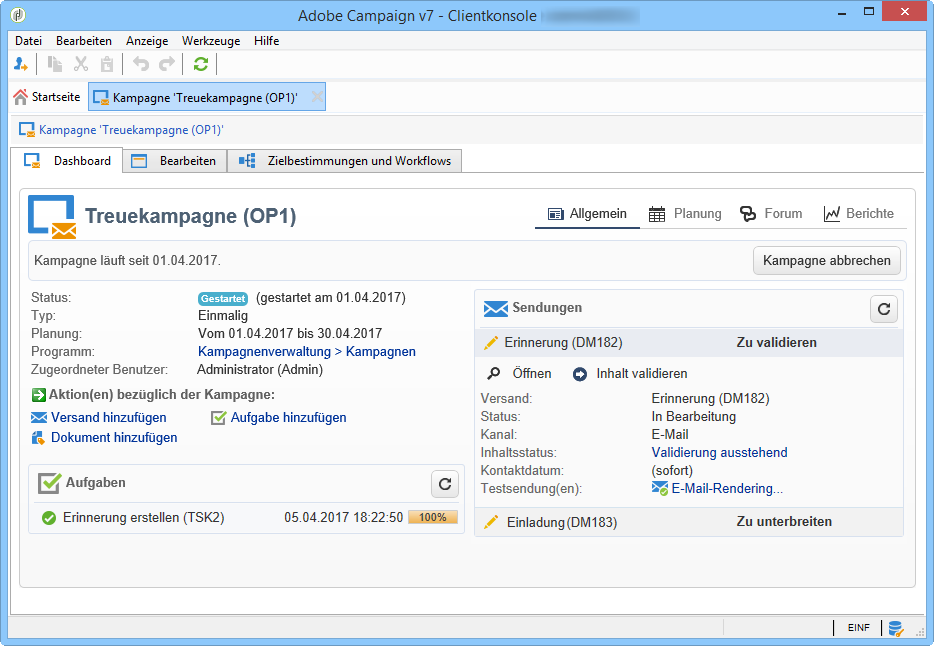 Adobe Campaign v7 - Clientkonsole
Datei Bearbeiten Anzeige Werkzeuge Hilfe
Startseite Kampagne 'Treuekampagne (OP1)'
Kampagne 'Treuekampagne (OP1)'
Dashboard Bearbeiten Zielbestimmungen und Workflows
Treuekampagne (OP1)
Allgemein Planung Forum Berichte
Kampagne läuft seit 01.04.2017.
Kampagne abbrechen
Status: Gestartet (gestartet am 01.04.2017)
Typ: Einmalig
Planung: Vom 01.04.2017 bis 30.04.2017
Programm: Kampagnenverwaltung > Kampagnen
Zugeordneter Benutzer: Administrator (Admin)
Aktion(en) bezüglich der Kampagne:
Versand hinzufügen Aufgabe hinzufügen
Dokument hinzufügen
Aufgaben
Erinnerung erstellen (TSK2) 05.04.2017 18:22:50 100%
Sendungen
Erinnerung (DM182) Zu validieren
Öffnen Inhalt validieren
Versand: Erinnerung (DM182)
Status: In Bearbeitung
Kanal: E-Mail
Inhaltsstatus: Validierung ausstehend
Kontaktdatum: (sofort)
Testsendung(en): E-Mail-Rendering...
Einladung (DM183) Zu unterbreiten
EINF